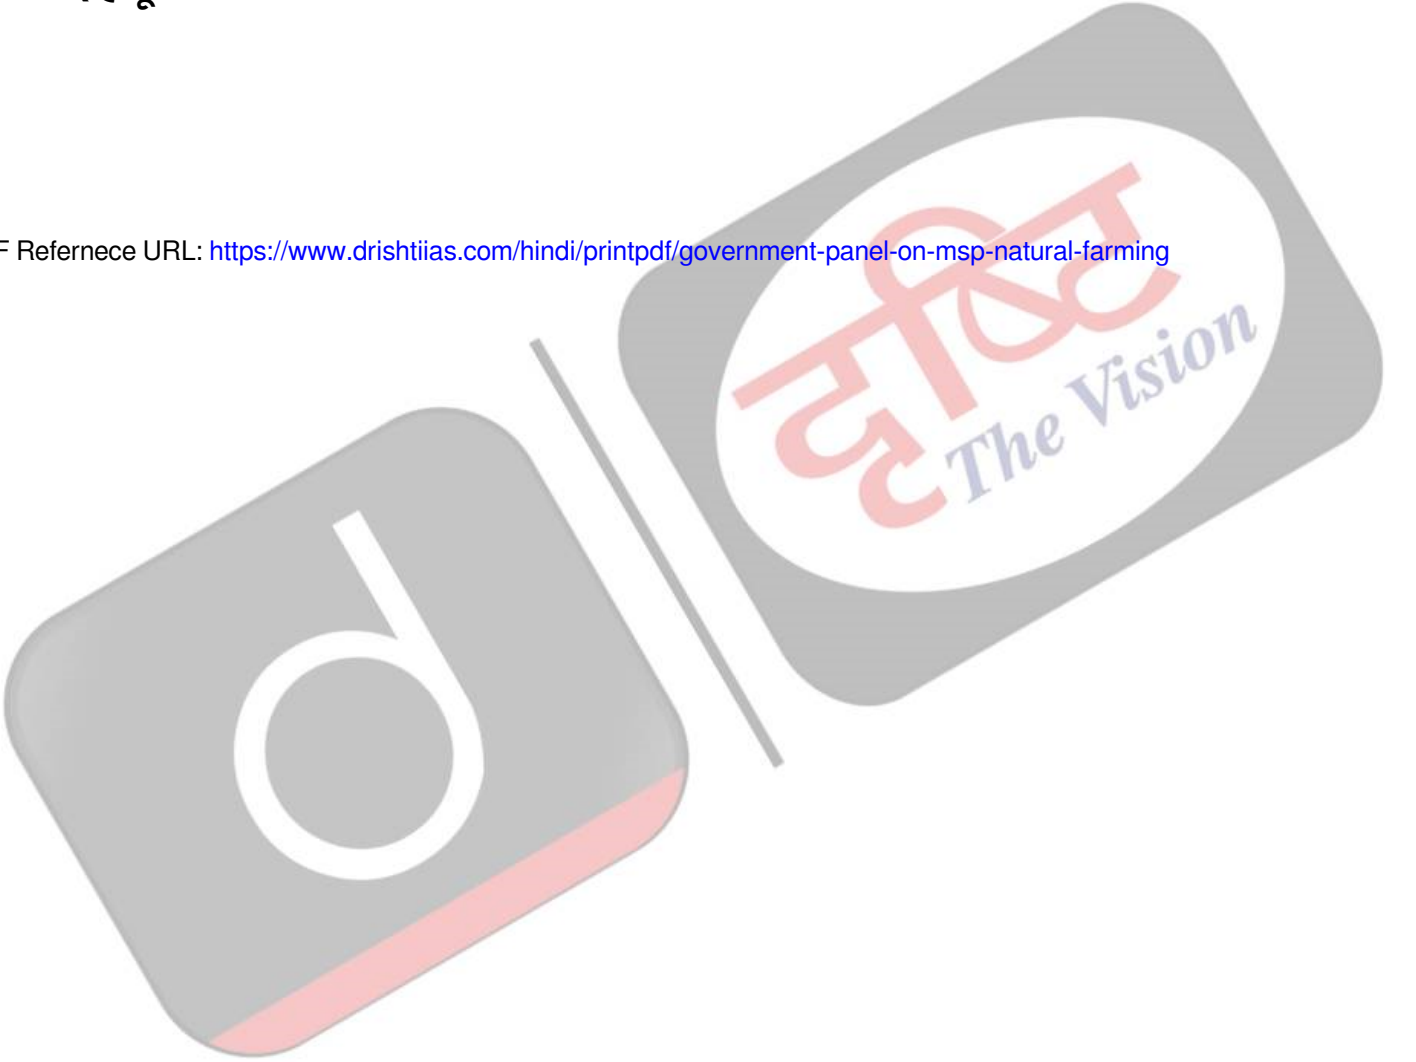 F Refernece URL: https://www.drishtiias.com/hindi/printpdf/government-panel-on-msp-natural-farming
दृष्टि
The Vision
d